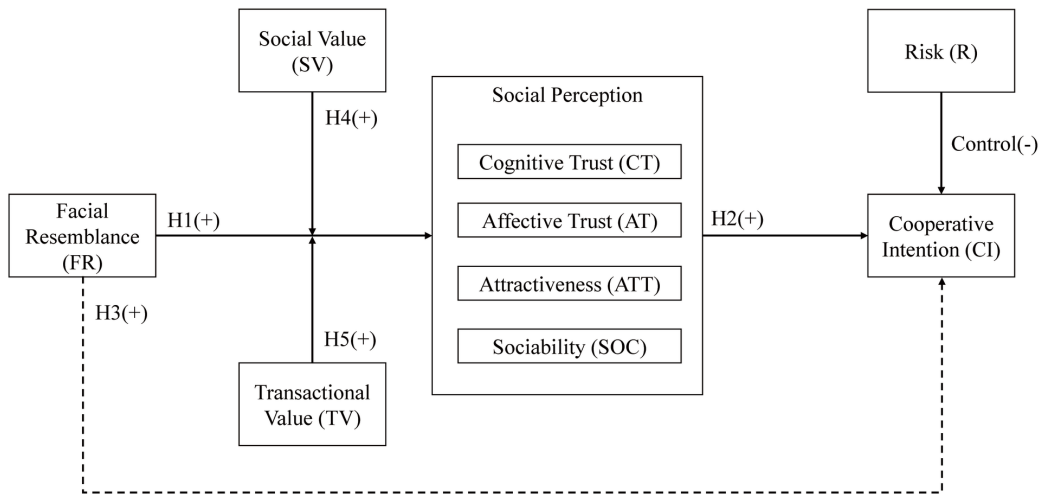 Social Value
(SV)
Risk (R)
Social Perception
H4(+)
Control(-)
Cognitive Trust (CT)
Facial
Resemblance
(FR)
H1(+)
Affective Trust (AT)
H2(+)
Cooperative
Intention (CI)
Attractiveness (ATT)
H3(+)
H5(+)
Sociability (SOC)
Transactional
Value (TV)